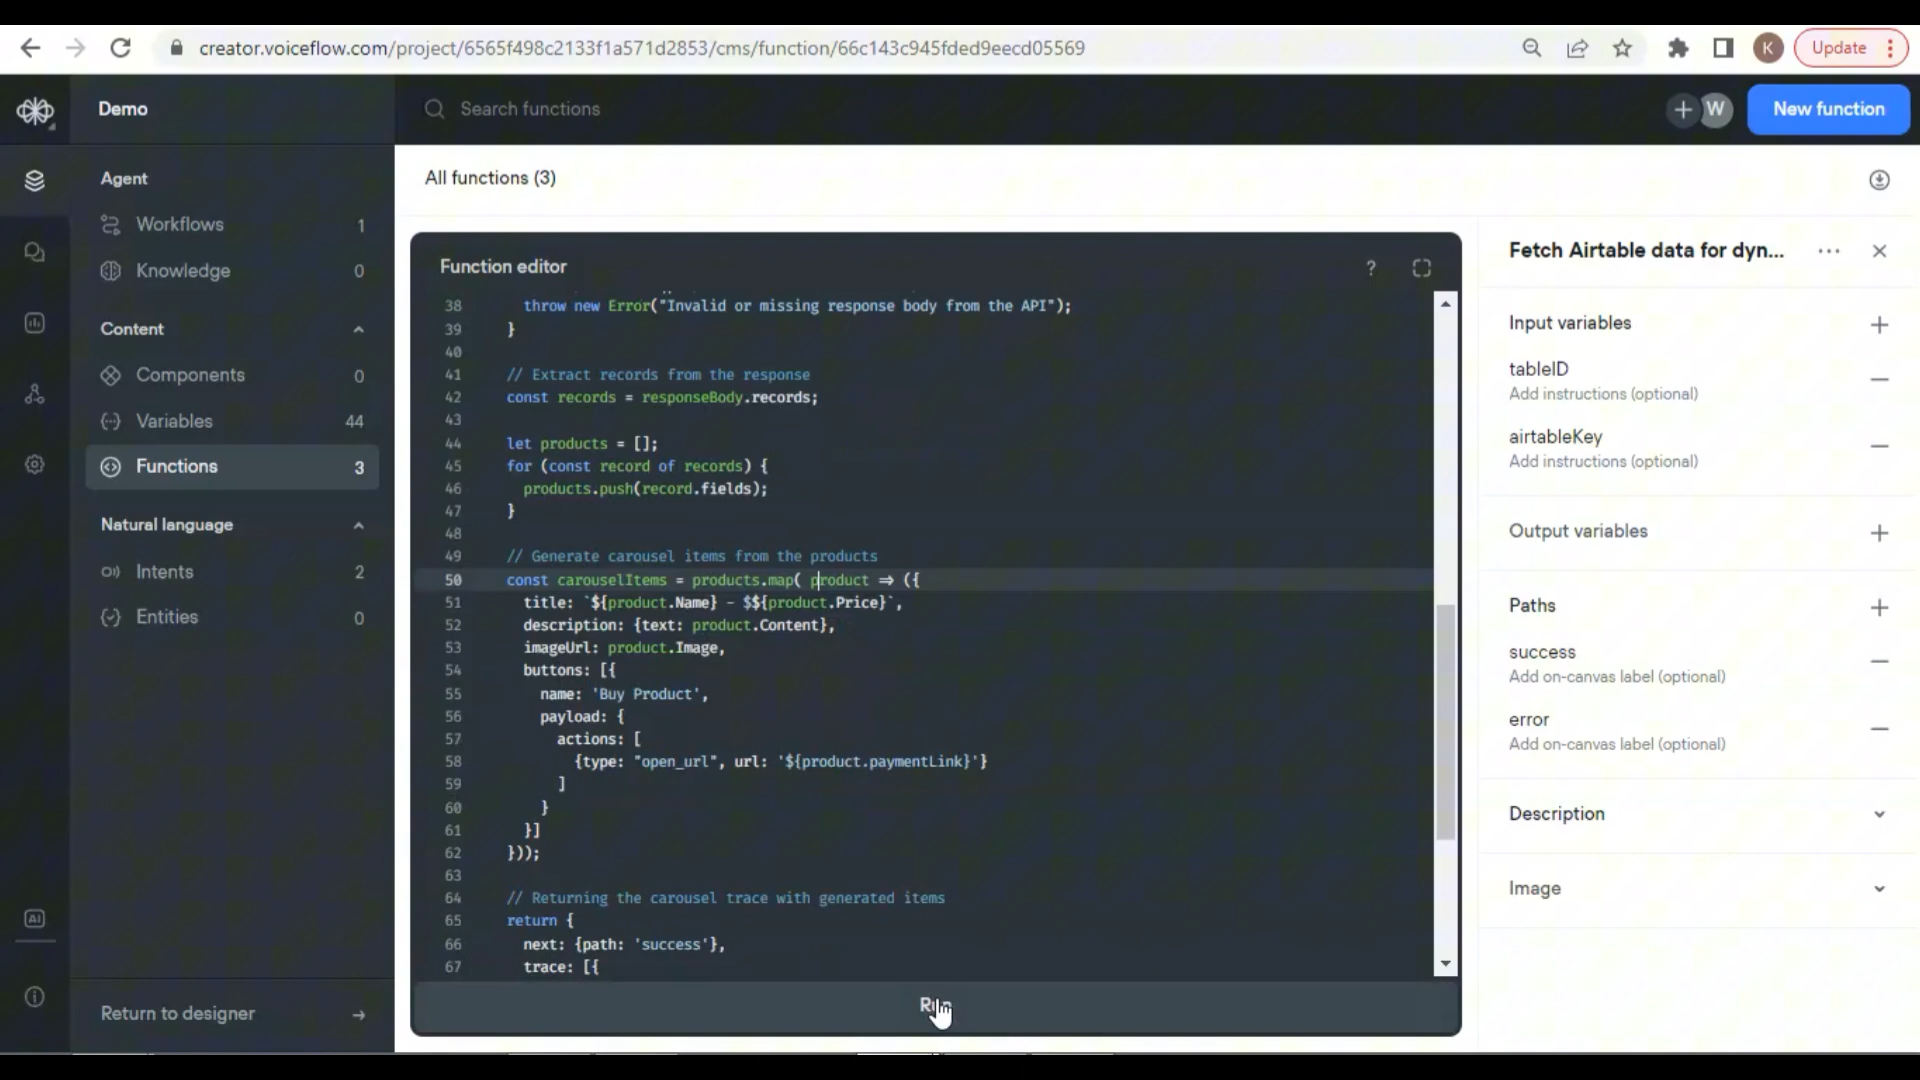 creator.voiceflow.com/project/6565f498c2133f1a571d2853/cms/function/66c143c945fded9eecd05569
K
Update
Demo
Search functions
W
New function
Agent
Workflows 1
Knowledge 0
Content
Components 0
Variables 44
Functions 3
Natural language
Intents 2
Entities 0
AI
Return to designer
All functions (3)
Function editor
?
38 throw new Error("Invalid or missing response body from the API");
39 }
40
41 // Extract records from the response
42 const records = responseBody.records;
43
44 let products = [];
45 for (const record of records) {
46 products.push(record.fields);
47 }
48
49 // Generate carousel items from the products
50 const carouselItems = products.map( product => ({
51 title: `${product.Name} - $${product.Price}`,
52 description: {text: product.Content},
53 imageUrl: product.Image,
54 buttons: [{
55 name: 'Buy Product',
56 payload: {
57 actions: [
58 {type: "open_url", url: '${product.paymentLink}'}
59 ]
60 }
61 }]
62 }));
63
64 // Returning the carousel trace with generated items
65 return {
66 next: {path: 'success'},
67 trace: [{
Run
Fetch Airtable data for dyn...
Input variables
tableID
Add instructions (optional)
airtableKey
Add instructions (optional)
Output variables
Paths
success
Add on-canvas label (optional)
error
Add on-canvas label (optional)
Description
Image